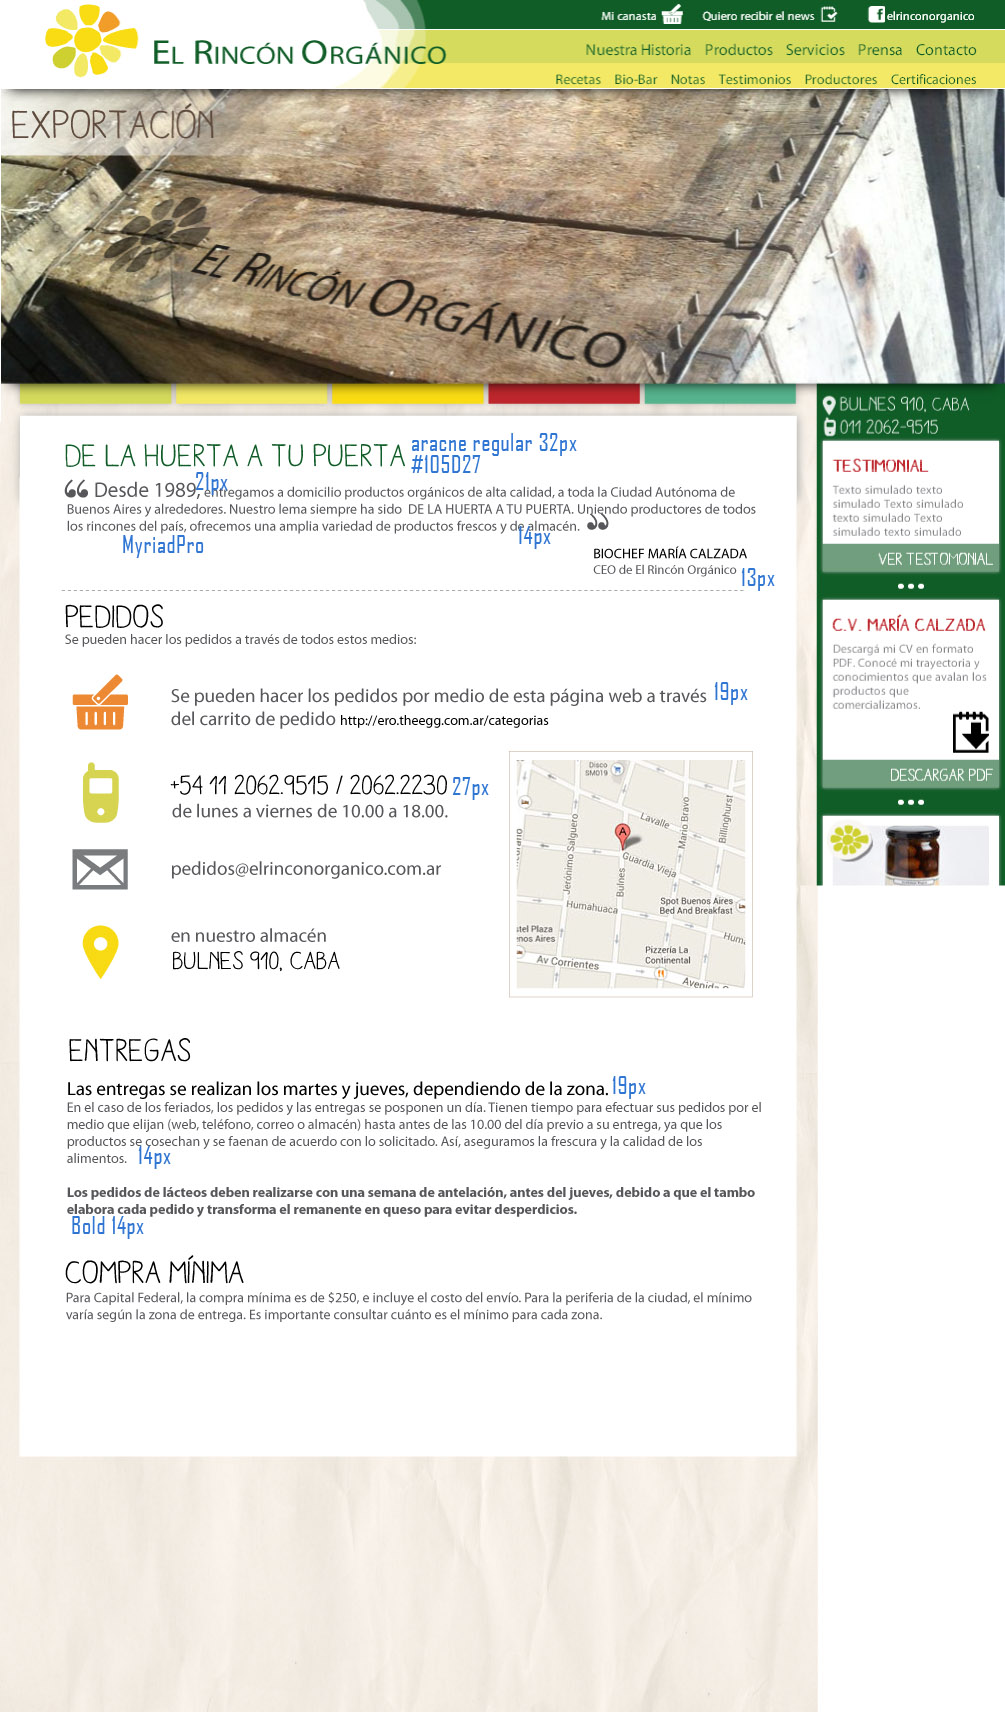 Mi canasta
Quiero recibir el news
elrinconorganico
EL RINCÓN ORGÁNICO
Nuestra Historia Productos Servicios Prensa Contacto
Recetas Bio-Bar Notas Testimonios Productores Certificaciones
EXPORTACIÓN
EL RINCÓN ORGÁNICO
BULNES 910, CABA
011 2062-9515
TESTIMONIAL
Texto simulado texto
simulado Texto simulado
texto simulado Texto
simulado texto simulado
VER TESTOMONIAL
C.V. MARÍA CALZADA
Descargá mi CV en formato
PDF. Conocé mi trayectoria y
conocimientos que avalan los
productos que
comercializamos.
DESCARGAR PDF
DE LA HUERTA A TU PUERTA
aracne regular 32px
#105D27
21px
“ Desde 1989, entregamos a domicilio productos orgánicos de alta calidad, a toda la Ciudad Autónoma de
Buenos Aires y alrededores. Nuestro lema siempre ha sido DE LA HUERTA A TU PUERTA. Uniendo productores de todos
los rincones del país, ofrecemos una amplia variedad de productos frescos y de almacén. ”
MyriadPro
14px
BIOCHEF MARÍA CALZADA
CEO de El Rincón Orgánico
13px
PEDIDOS
Se pueden hacer los pedidos a través de todos estos medios:
Se pueden hacer los pedidos por medio de esta página web a través
19px
del carrito de pedido http://ero.theegg.com.ar/categorias
+54 11 2062.9515 / 2062.2230
27px
de lunes a viernes de 10.00 a 18.00.
pedidos@elrinconorganico.com.ar
en nuestro almacén
BULNES 910, CABA
Disco
SM019
Lavalle
Jerónimo Salguero
Mario Bravo
Billinghurst
A
Guardia Vieja
Bulnes
Humahuaca
Spot Buenos Aires
Bed And Breakfast
stel Plaza
enos Aires
Hum
Pizzería La
Continental
Av Corrientes
Avenida C
ENTREGAS
Las entregas se realizan los martes y jueves, dependiendo de la zona.
19px
En el caso de los feriados, los pedidos y las entregas se posponen un día. Tienen tiempo para efectuar sus pedidos por el
medio que elijan (web, teléfono, correo o almacén) hasta antes de las 10.00 del día previo a su entrega, ya que los
productos se cosechan y se faenan de acuerdo con lo solicitado. Así, aseguramos la frescura y la calidad de los
alimentos.
14px
Los pedidos de lácteos deben realizarse con una semana de antelación, antes del jueves, debido a que el tambo
elabora cada pedido y transforma el remanente en queso para evitar desperdicios.
Bold 14px
COMPRA MÍNIMA
Para Capital Federal, la compra mínima es de $250, e incluye el costo del envío. Para la periferia de la ciudad, el mínimo
varía según la zona de entrega. Es importante consultar cuánto es el mínimo para cada zona.